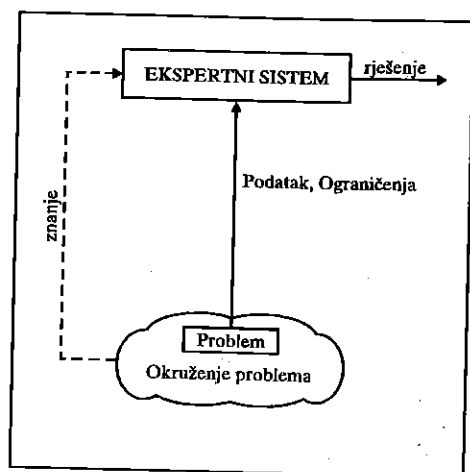 EKSPERTNI SISTEM
rješenje
Podatak, Ograničenja
znanje
Problem
Okruženje problema